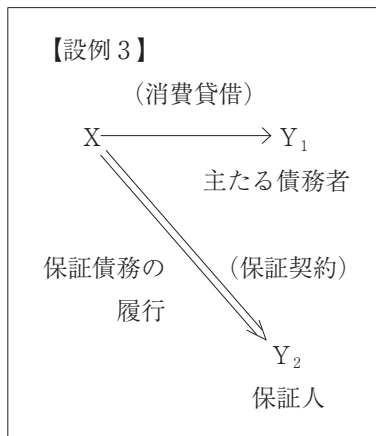 【設例３】
（消費貸借）
X Y₁
主たる債務者
保証債務の （保証契約）
履行
Y₂
保証人